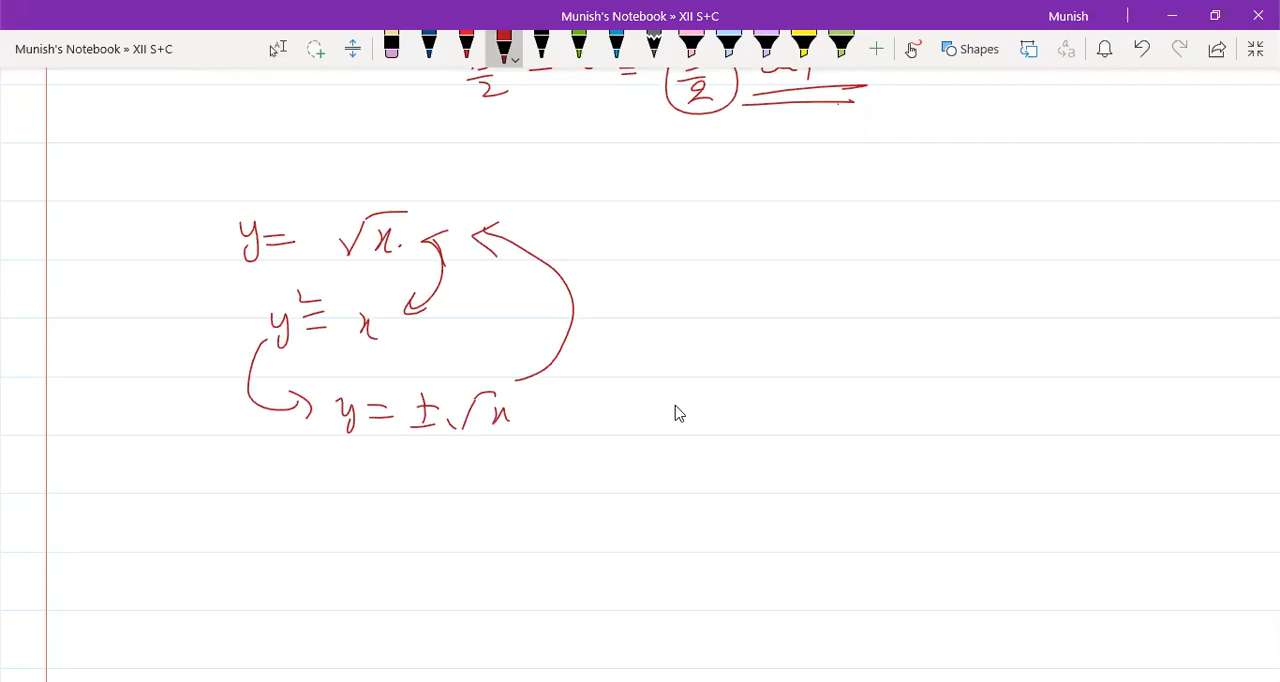 Munish's Notebook » XII S+C
Munish
Munish's Notebook » XII S+C
Shapes
y = √x.
y² = x
y = ± √x